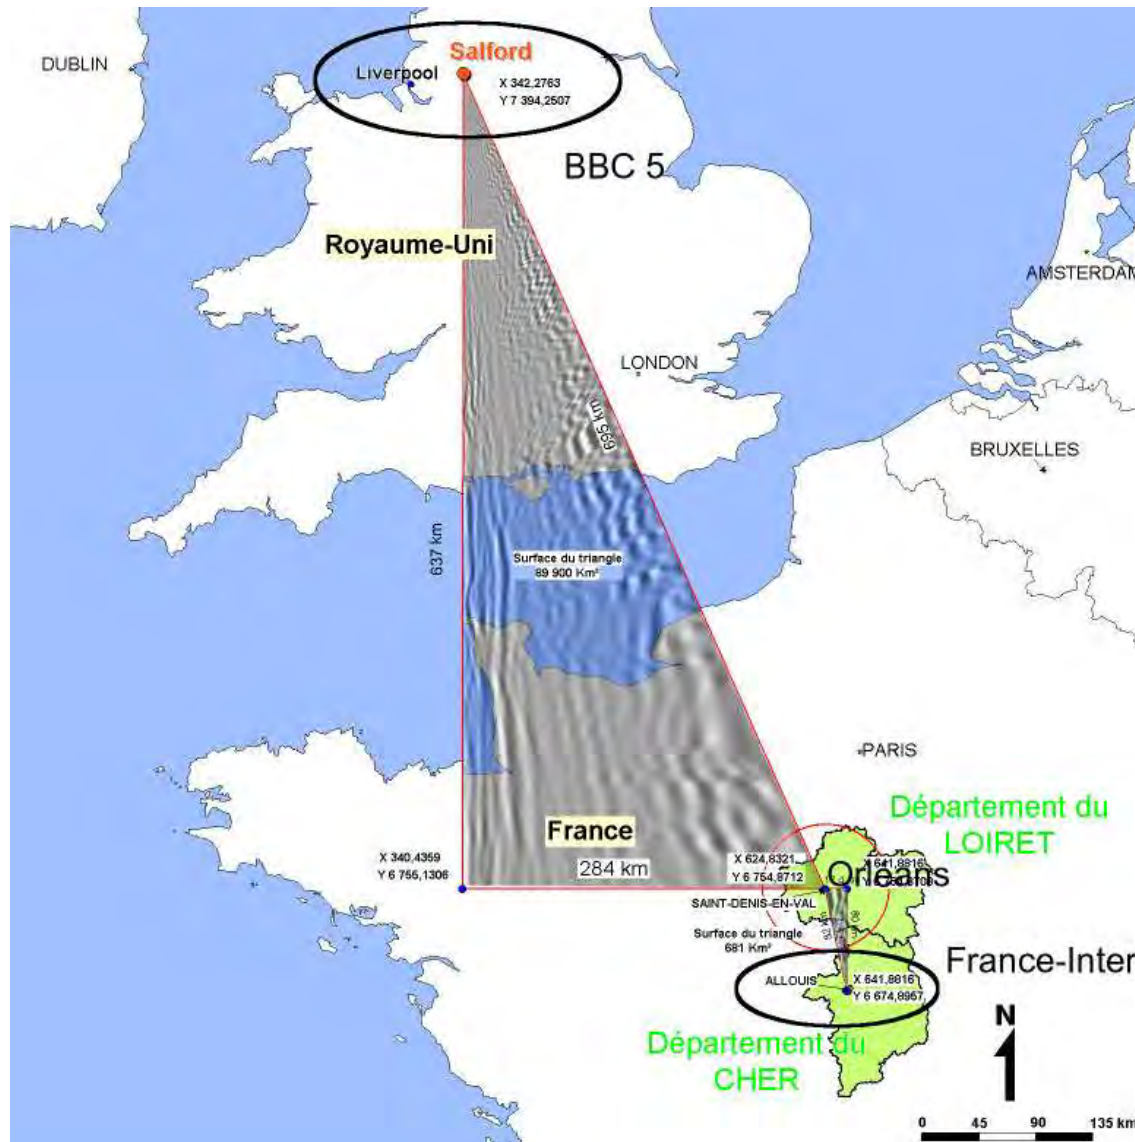 Salford
DUBLIN
Liverpool
X 342,2763
Y 7 394,2507
BBC 5
Royaume-Uni
AMSTERDAM
LONDON
695 km
BRUXELLES
637 km
Surface du triangle
89 900 Km²
PARIS
Département du
LOIRET
France
284 km
X 340,4359
Y 6 755,1306
X 624,8321
Y 6 754,8712
X 641,8816
Orléans
SAINT-DENIS-EN-VAL
Surface du triangle
681 Km²
France-Inter
ALLOUIS
X 641,8816
Y 6 674,8957
N
Département du
CHER
0 45 90 135 km